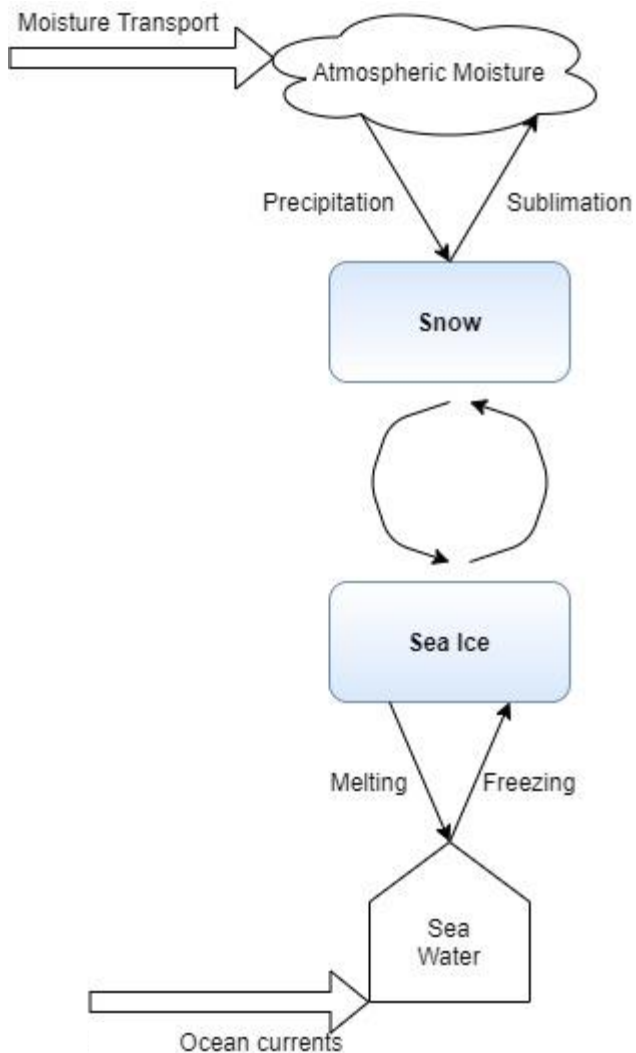 Moisture Transport
Atmospheric Moisture
Precipitation
Sublimation
Snow
Sea Ice
Melting
Freezing
Sea
Water
Ocean currents